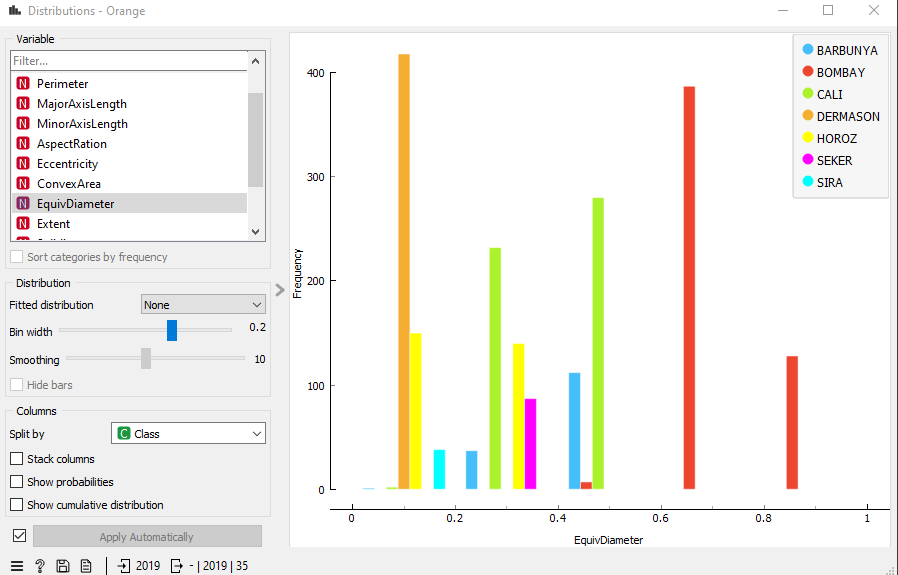 Distributions - Orange
Variable
Filter...
N Perimeter
N MajorAxisLength
N MinorAxisLength
N AspectRation
N Eccentricity
N ConvexArea
N EquivDiameter
N Extent
Sort categories by frequency
Distribution
Fitted distribution None
Bin width 0.2
Smoothing 10
Hide bars
Columns
Split by C Class
Stack columns
Show probabilities
Show cumulative distribution
Apply Automatically
? 2019 - | 2019 | 35
BARBUNYA
BOMBAY
CALI
DERMASON
HOROZ
SEKER
SIRA
400
300
200
100
0
Frequency
0 0.2 0.4 0.6 0.8 1
EquivDiameter